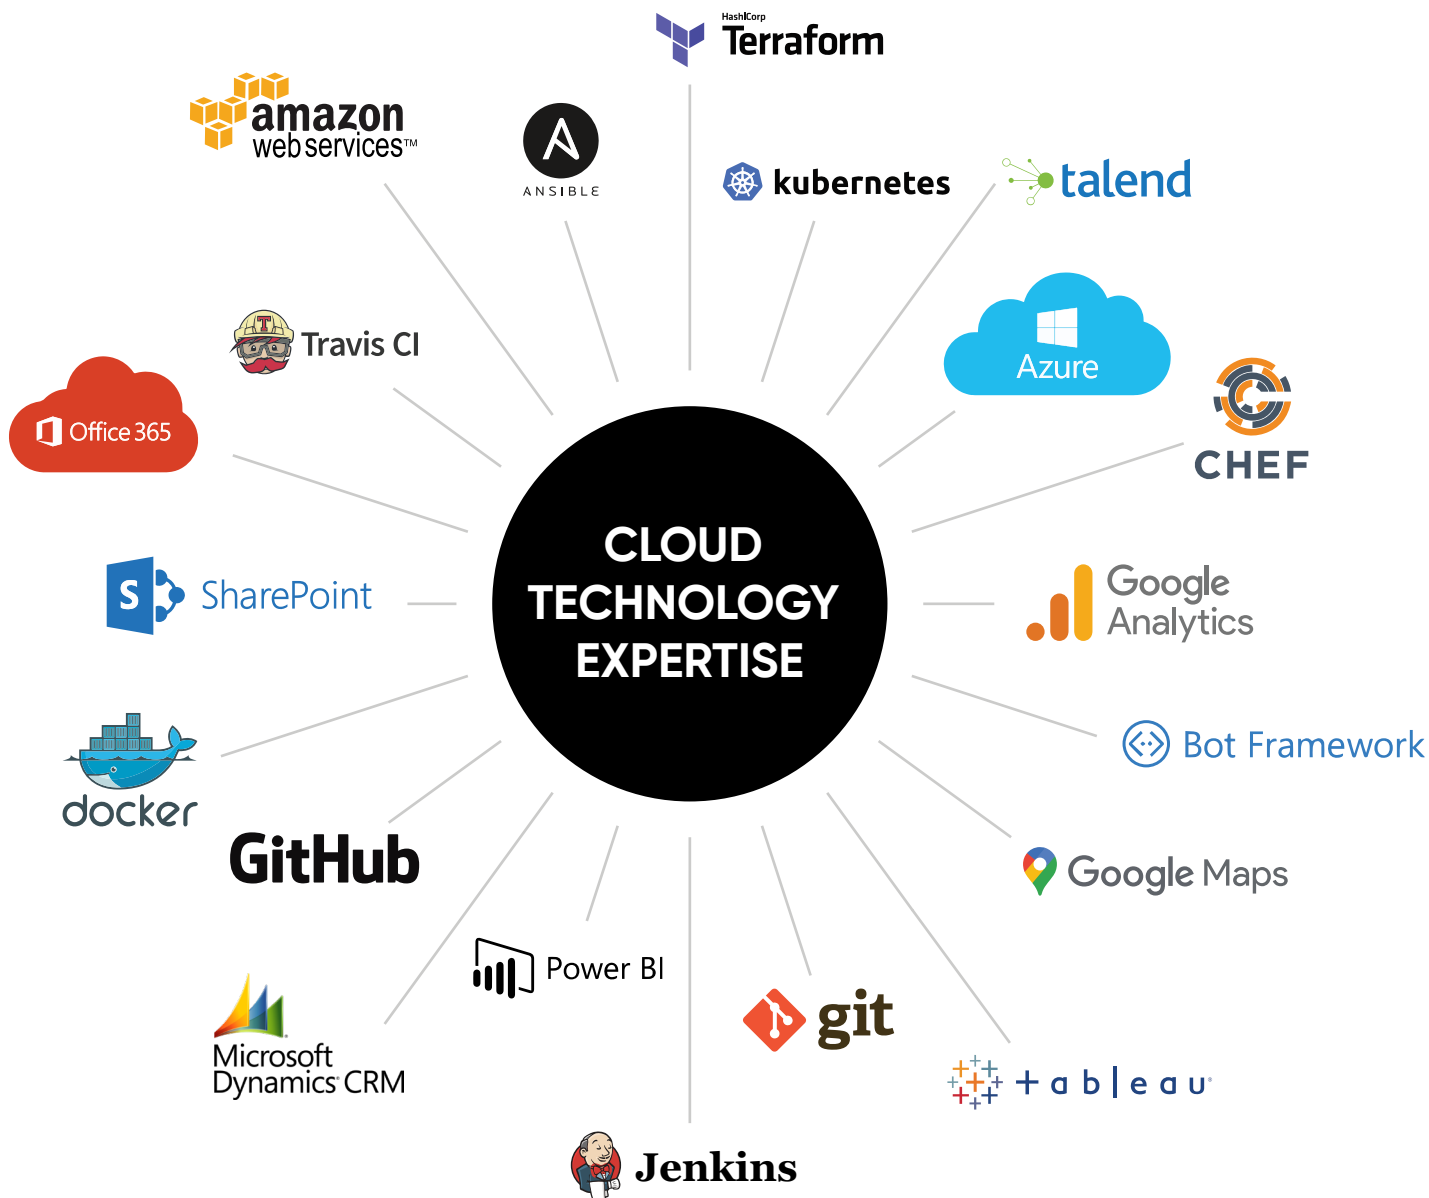 HashiCorp
Terraform
amazon
web services™
ANSIBLE
kubernetes
talend
T
Travis CI
Azure
Office 365
CHEF
CLOUD
TECHNOLOGY
EXPERTISE
S
SharePoint
Google
Analytics
docker
Bot Framework
GitHub
Google Maps
Power BI
git
Microsoft
Dynamics CRM
+ableau
Jenkins